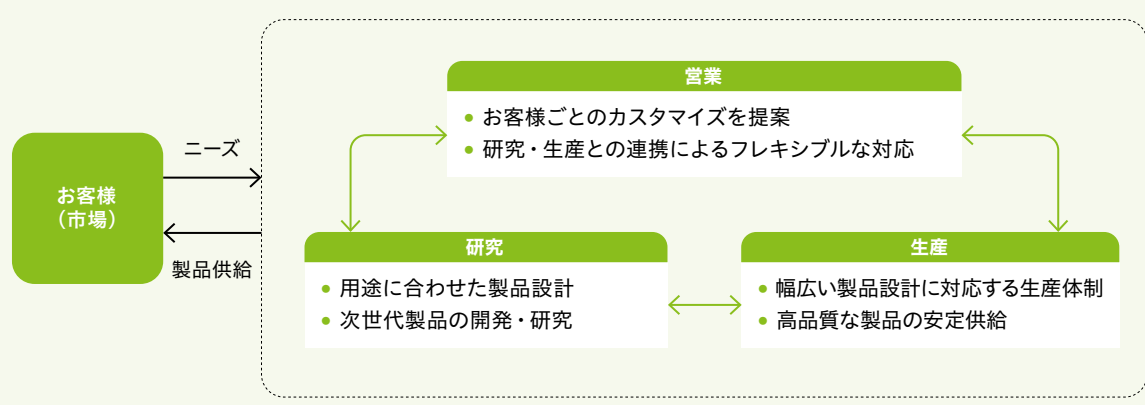 営業
• お客様ごとのカスタマイズを提案
• 研究・生産との連携によるフレキシブルな対応
ニーズ
お客様
（市場）
製品供給
研究
• 用途に合わせた製品設計
• 次世代製品の開発・研究
生産
• 幅広い製品設計に対応する生産体制
• 高品質な製品の安定供給